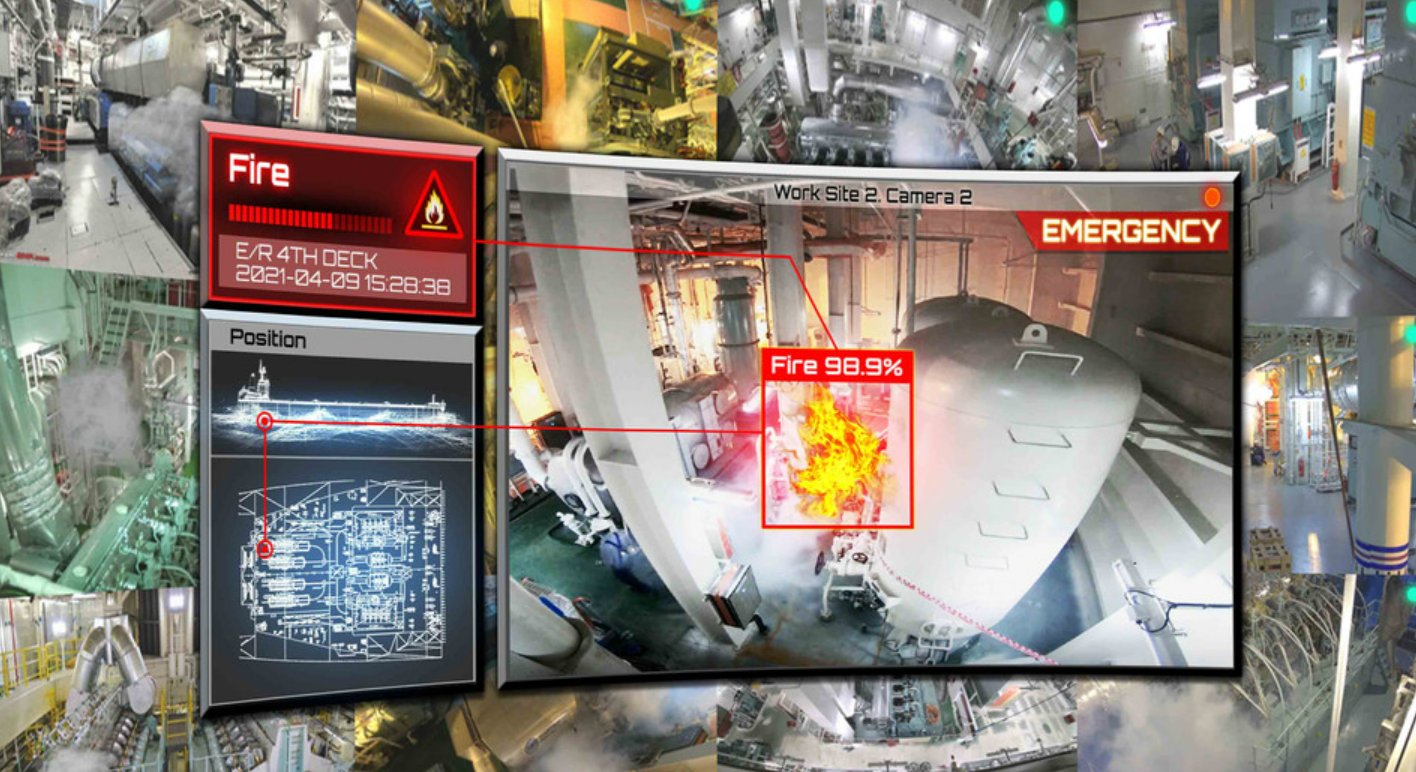 Fire
E/R 4TH DECK
2021-04-09 15:28:38
Position
Work Site 2. Camera 2
EMERGENCY
Fire 98.9%